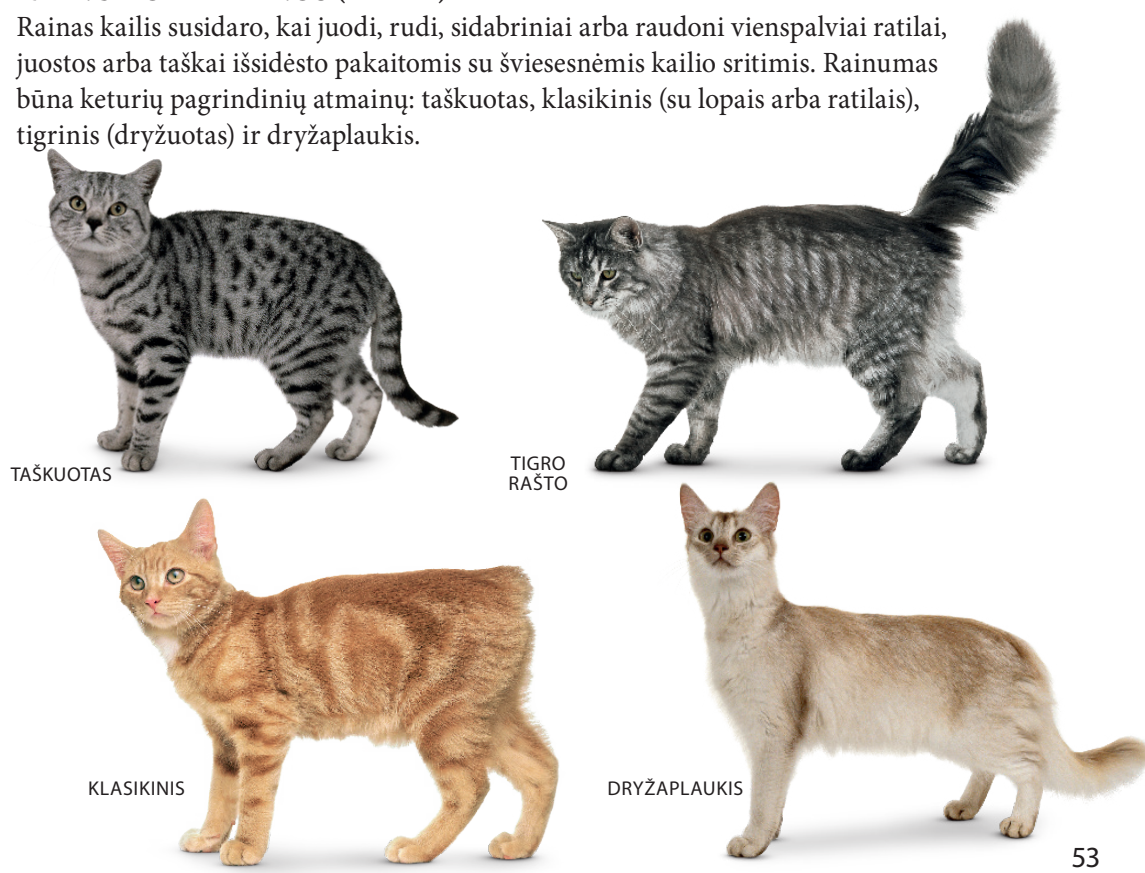 Rainas kailis susidaro, kai juodi, rudi, sidabriniai arba raudoni vienspalviai ratilai,
juostos arba taškai išsidėsto pakaitomis su šviesesnėmis kailio sritimis. Rainumas
būna keturių pagrindinių atmainų: taškuotas, klasikinis (su lopais arba ratilais),
tigrinis (dryžuotas) ir dryžaplaukis.
TAŠKUOTAS
TIGRO
RAŠTO
KLASIKINIS
DRYŽAPLAUKIS
53